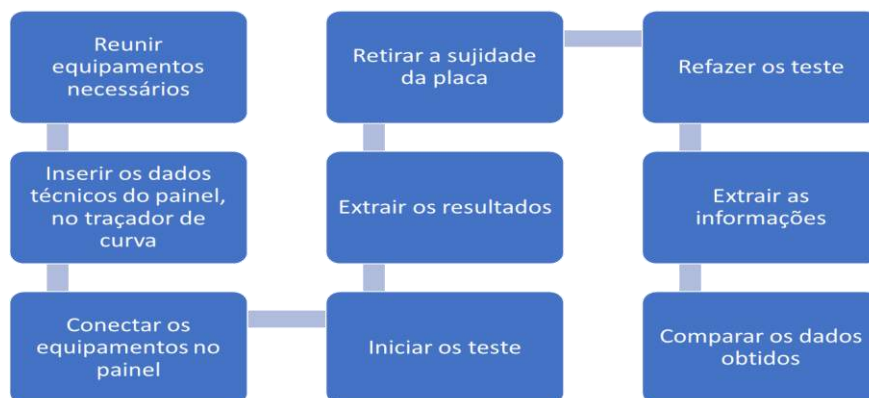 Reunir
equipamentos
necessários
Inserir os dados
técnicos do painel,
no traçador de
curva
Conectar os
equipamentos no
painel
Iniciar os teste
Extrair os resultados
Retirar a sujidade
da placa
Refazer os teste
Extrair as
informações
Comparar os dados
obtidos